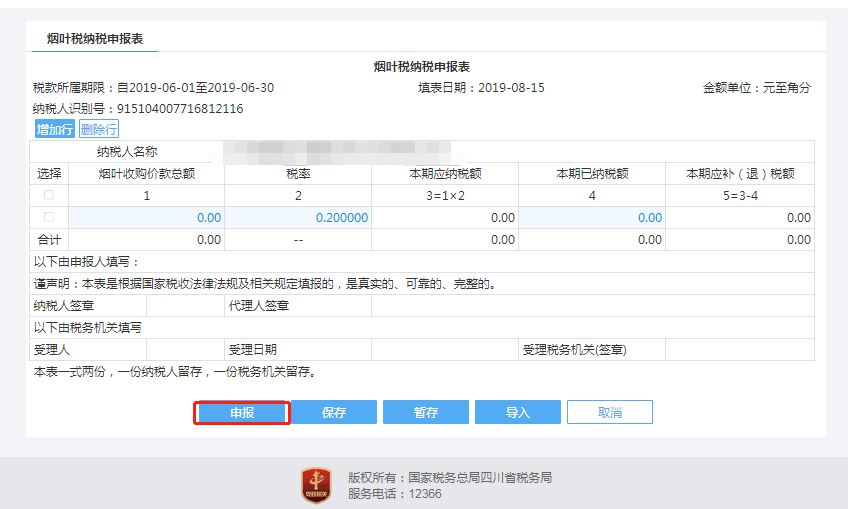 烟叶税纳税申报表
烟叶税纳税申报表
税款所属期限：自2019-06-01至2019-06-30 填表日期：2019-08-15 金额单位：元至角分
纳税人识别号：915104007716812116
增加行 删除行
纳税人名称
选择 烟叶收购价款总额 税率 本期应纳税额 本期已纳税额 本期应补（退）税额
1 2 3=1×2 4 5=3-4
0.00 0.200000 0.00 0.00 0.00
合计 0.00 -- 0.00 0.00 0.00
以下由申报人填写：
谨声明：本表是根据国家税收法律法规及相关规定填报的，是真实的、可靠的、完整的。
纳税人签章 代理人签章
以下由税务机关填写
受理人 受理日期 受理税务机关(签章)
本表一式两份，一份纳税人留存，一份税务机关留存。
申报 保存 暂存 导入 取消
党政机关
版权所有：国家税务总局四川省税务局
服务电话：12366